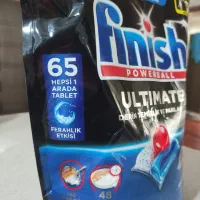 finish
POWERBALL
65
HEPSİ 1
ARADA
TABLET
ULTIMATE
FERAHLIK
ETKİSİ
48